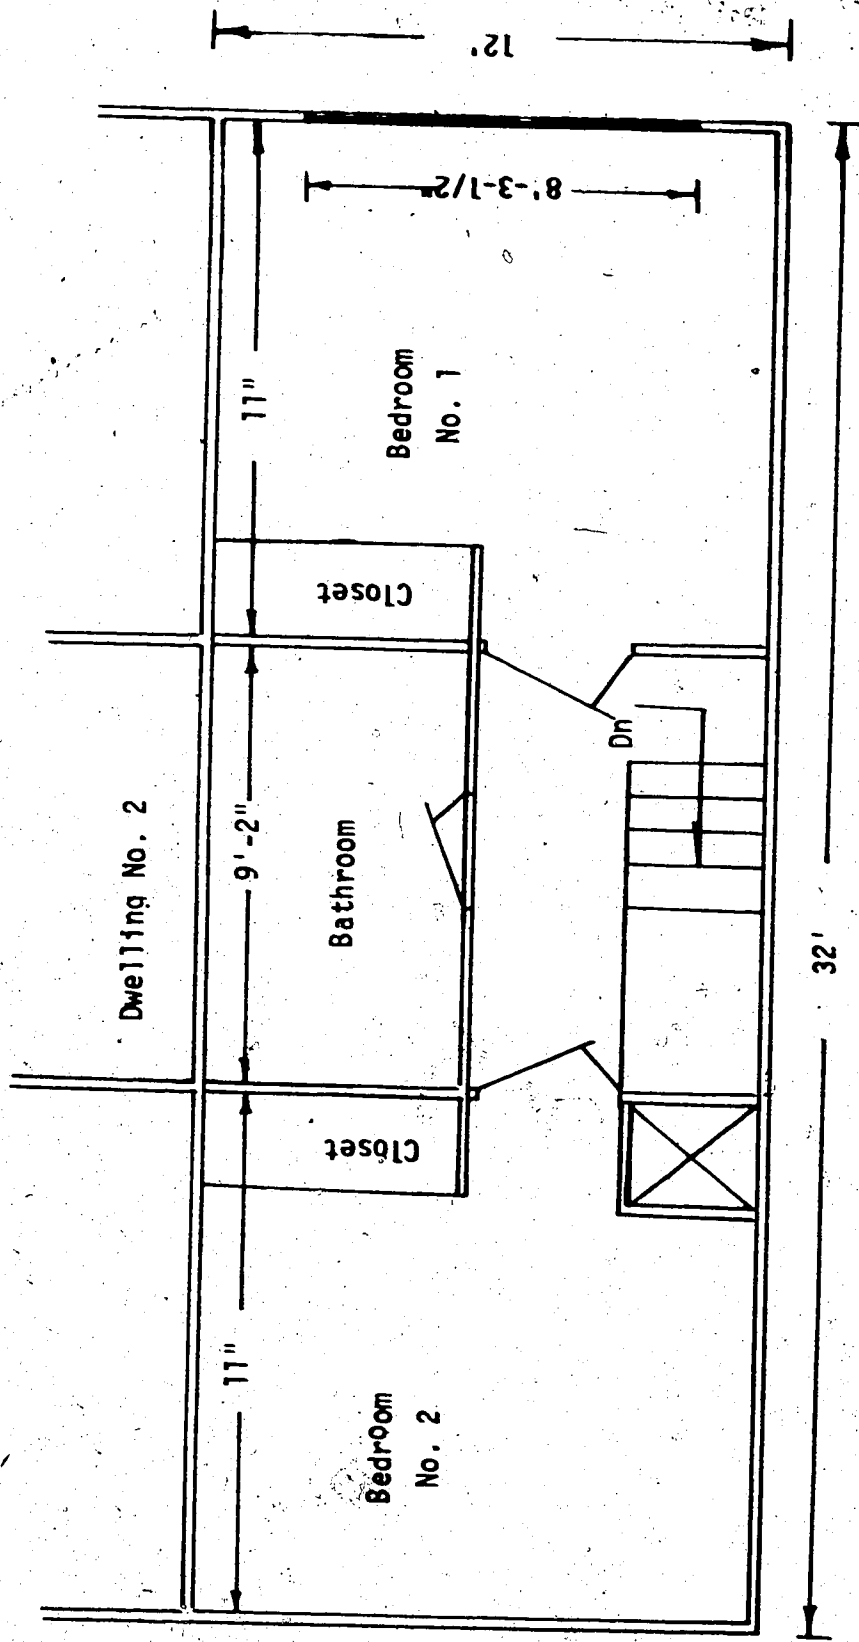 12'
8'-3-1/2"
11"
Bedroom
No. 1
Closet
Dwelling No. 2
9'-2"
Bathroom
Dn
32'
Closet
11"
Bedroom
No. 2